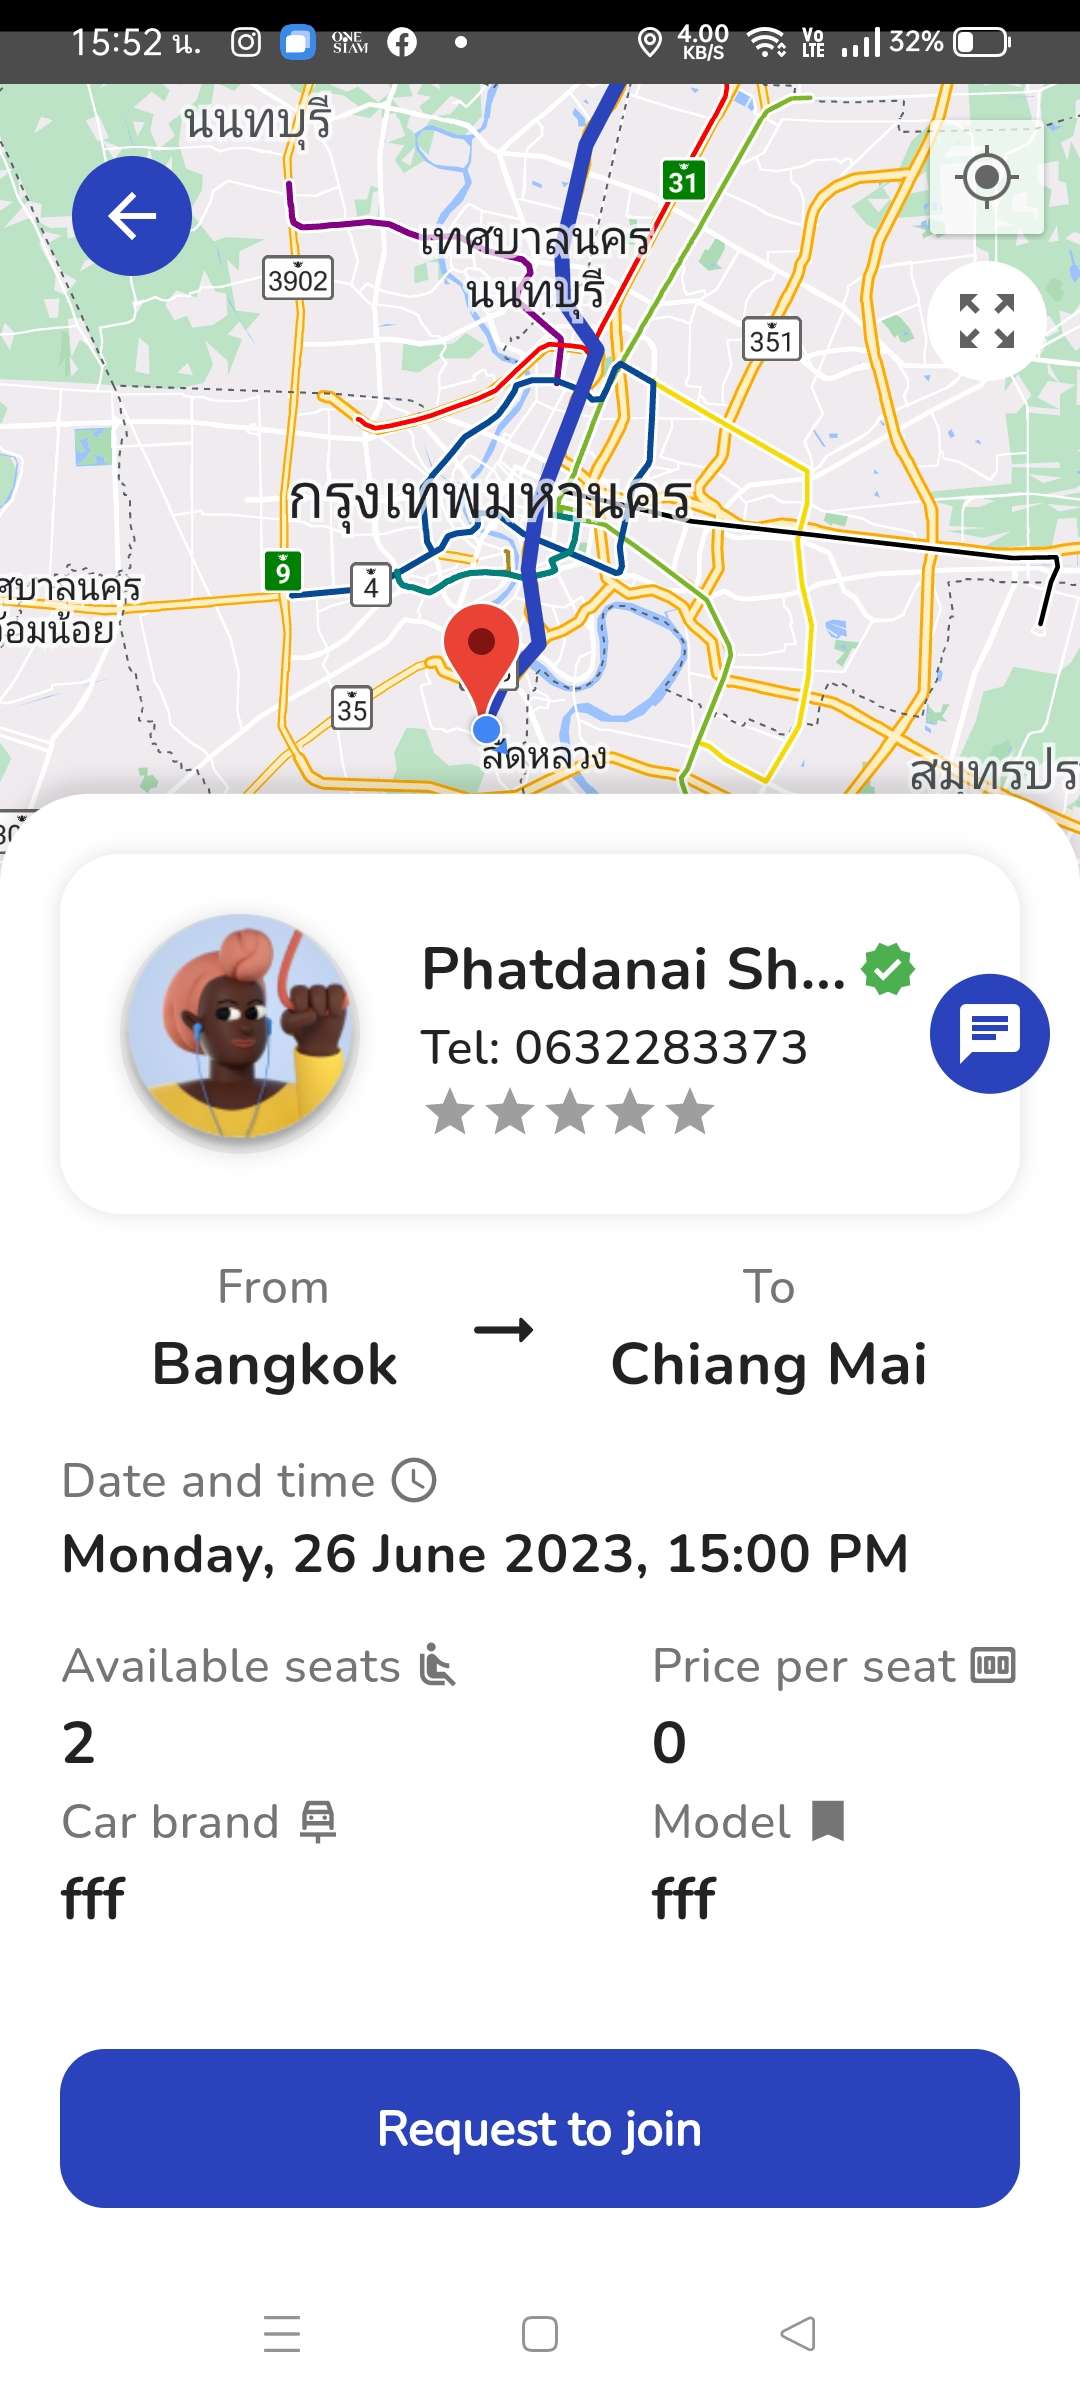 15:52 น.
ONE SIAM
4.00 KB/S
Vo LTE
32%
นนทบุรี
31
เทศบาลนคร
นนทบุรี
3902
351
กรุงเทพมหานคร
9
4
ศบาลนคร
อ้อมน้อย
35
ลัดหลวง
สมุทรปร
Phatdanai Sh...
Tel: 0632283373
From
To
Bangkok
Chiang Mai
Date and time
Monday, 26 June 2023, 15:00 PM
Available seats
Price per seat
100
2
0
Car brand
Model
fff
fff
Request to join